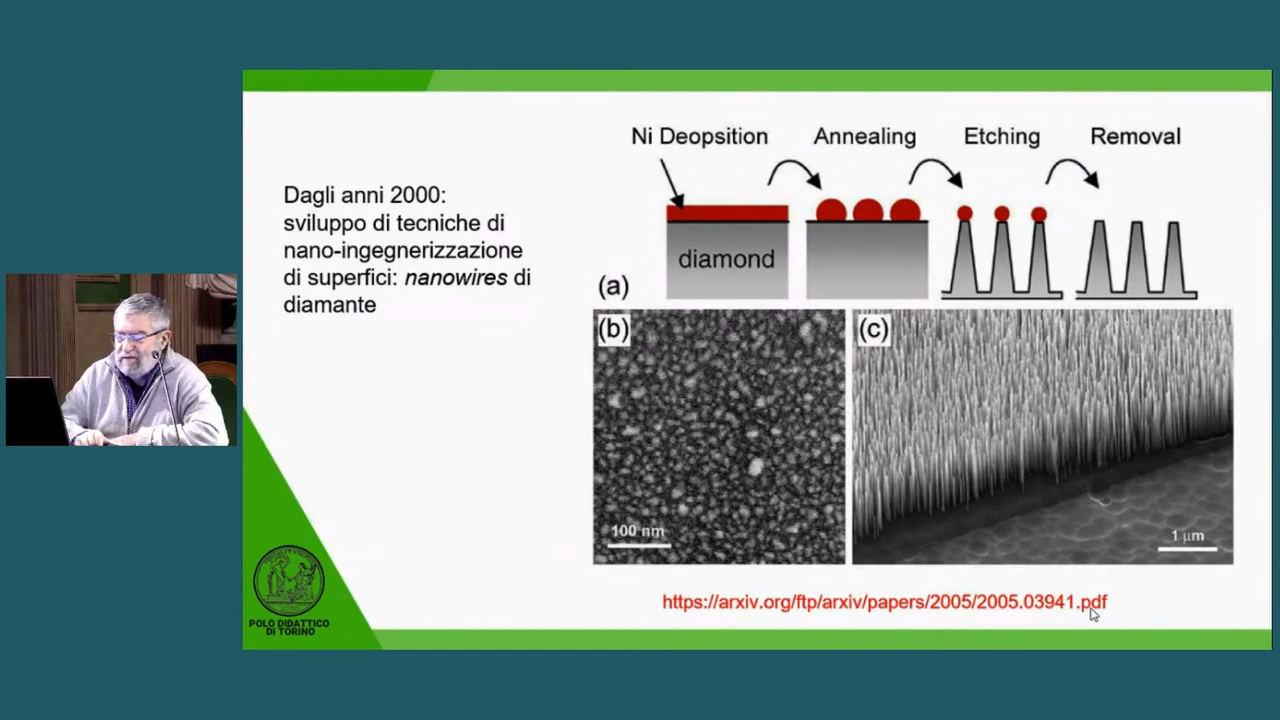 Dagli anni 2000:
sviluppo di tecniche di
nano-ingegnerizzazione
di superfici: nanowires di
diamante
Ni Deopsition
Annealing
Etching
Removal
diamond
(a)
(b)
(c)
100 nm
1 μm
https://arxiv.org/ftp/arxiv/papers/2005/2005.03941.pdf
POLO DIDATTICO
DI TORINO